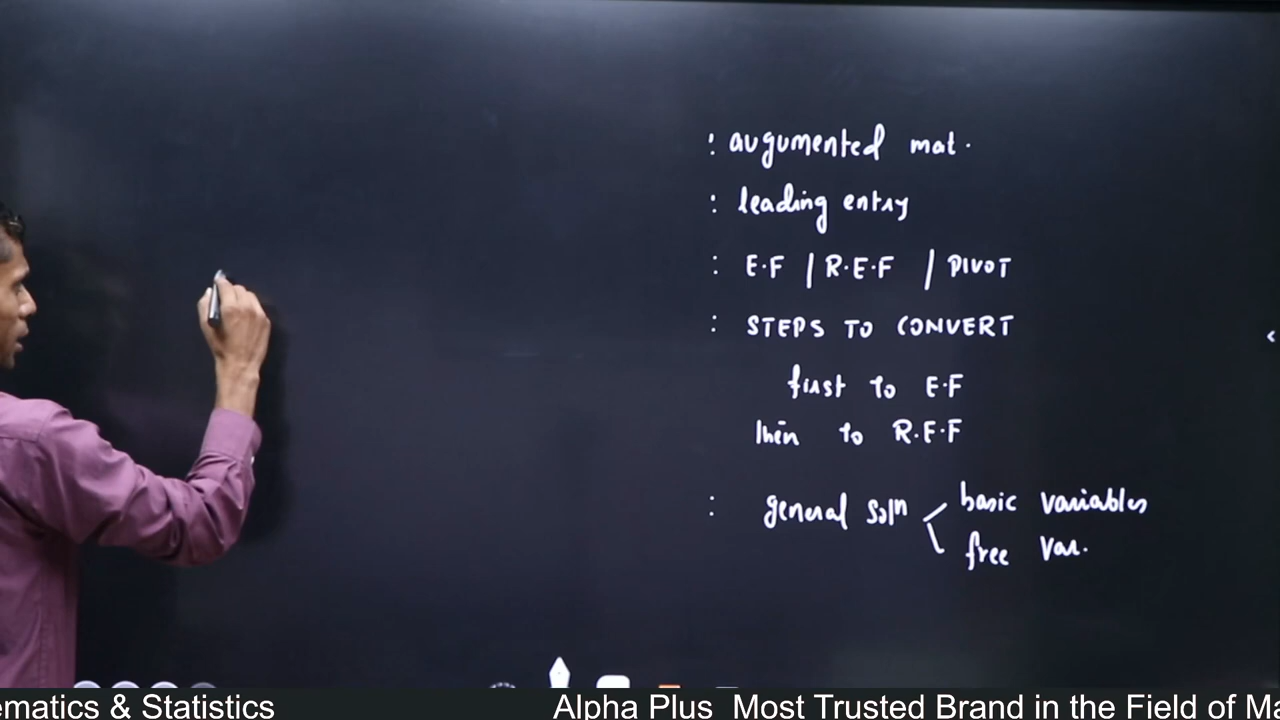 : augumented mat.
: leading entry
: E.F / R.E.F / PIVOT
: STEPS TO CONVERT
first to E.F
then to R.E.F
: general soln < basic variables
free var.
ematics & Statistics Alpha Plus Most Trusted Brand in the Field of Ma